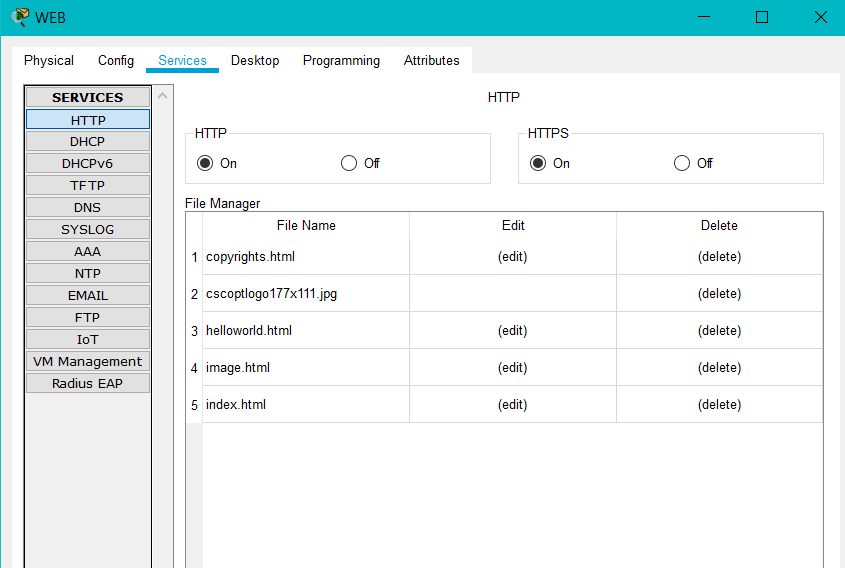 WEB
Physical Config Services Desktop Programming Attributes
SERVICES
HTTP
DHCP
DHCPv6
TFTP
DNS
SYSLOG
AAA
NTP
EMAIL
FTP
IoT
VM Management
Radius EAP
HTTP
HTTP
On Off
HTTPS
On Off
File Manager
File Name Edit Delete
1 copyrights.html (edit) (delete)
2 cscoptlogo177x111.jpg (delete)
3 helloworld.html (edit) (delete)
4 image.html (edit) (delete)
5 index.html (edit) (delete)